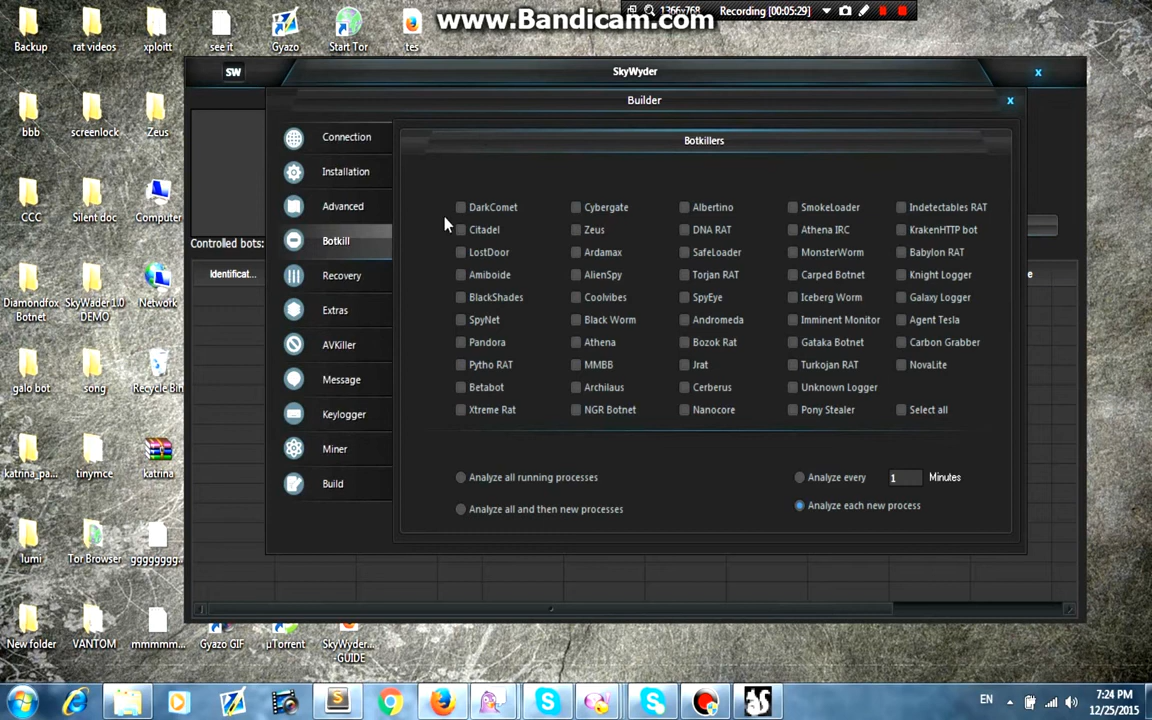 www.Bandicam.com
1366x768 Recording [00:05:29]
Backup
rat videos
xploitt
see it
Gyazo
Start Tor
tes
SW
SkyWyder
x
Builder
x
bbb
screenlock
Zeus
Connection
Installation
Advanced
Botkill
Recovery
Extras
AVKiller
Message
Keylogger
Miner
Build
Botkillers
DarkComet Cybergate Albertino SmokeLoader Indetectables RAT
Citadel Zeus DNA RAT Athena IRC KrakenHTTP bot
LostDoor Ardamax SafeLoader MonsterWorm Babylon RAT
Amiboide AlienSpy Torjan RAT Carped Botnet Knight Logger
BlackShades Coolvibes SpyEye Iceberg Worm Galaxy Logger
SpyNet Black Worm Andromeda Imminent Monitor Agent Tesla
Pandora Athena Bozok Rat Gataka Botnet Carbon Grabber
Pytho RAT MMBB Jrat Turkojan RAT NovaLite
Betabot Archilaus Cerberus Unknown Logger
Xtreme Rat NGR Botnet Nanocore Pony Stealer Select all
Analyze all running processes Analyze every 1 Minutes
Analyze all and then new processes Analyze each new process
CCC
Silent doc
Computer
Controlled bots:
Identificat...
e
Diamondfox Botnet
SkyWader1.0 DEMO
Network
galo bot
song
Recycle Bin
katrina_pa...
tinymce
katrina
lumi
Tor Browser
ggggggggg...
New folder
VANTOM
mmmmm...
Gyazo GIF
µTorrent
SkyWyder... -GUIDE
EN
7:24 PM
12/25/2015